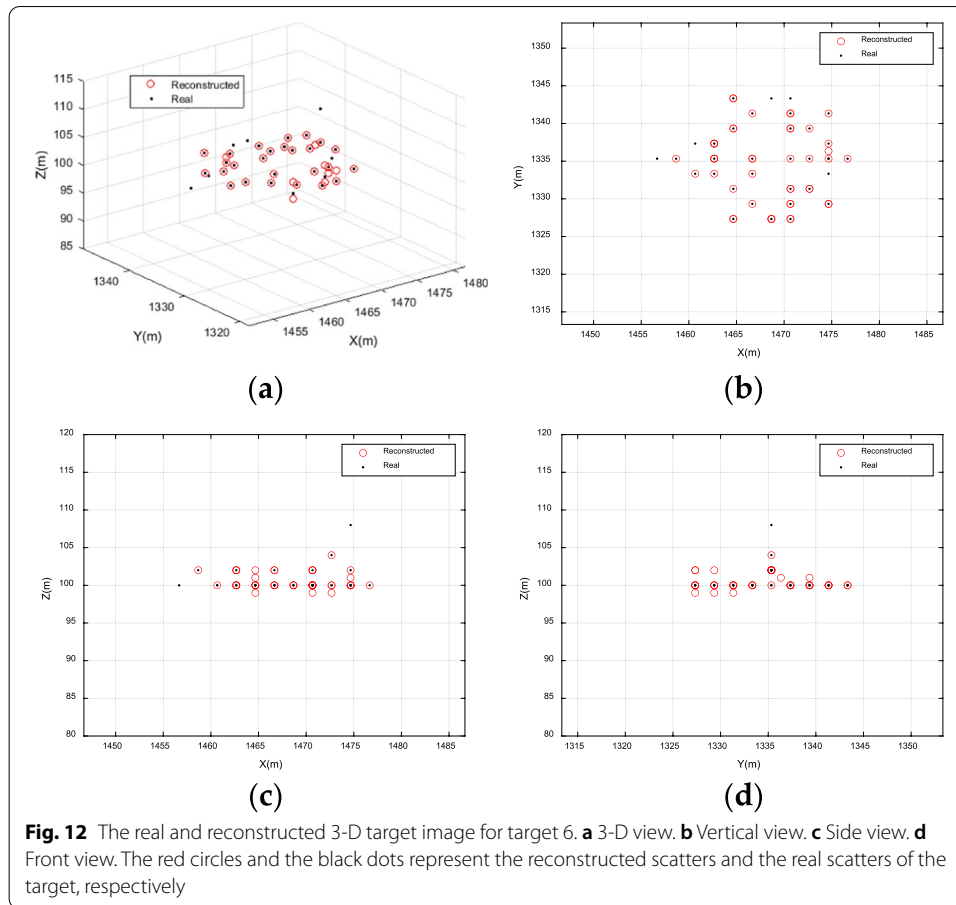 115
110
105
100
95
90
85
Z(m)
Reconstructed
Real
1340
1330
1320
Y(m)
1455
1460
1465
1470
1475
1480
X(m)
(a)
1350
1345
1340
1335
1330
1325
1320
1315
Y(m)
Reconstructed
Real
1450 1455 1460 1465 1470 1475 1480 1485
X(m)
(b)
120
115
110
105
100
95
90
85
80
Z(m)
Reconstructed
Real
1450 1455 1460 1465 1470 1475 1480 1485
X(m)
(c)
120
115
110
105
100
95
90
85
80
Z(m)
Reconstructed
Real
1315 1320 1325 1330 1335 1340 1345 1350
Y(m)
(d)
Fig. 12 The real and reconstructed 3-D target image for target 6. a 3-D view. b Vertical view. c Side view. d
Front view. The red circles and the black dots represent the reconstructed scatters and the real scatters of the
target, respectively